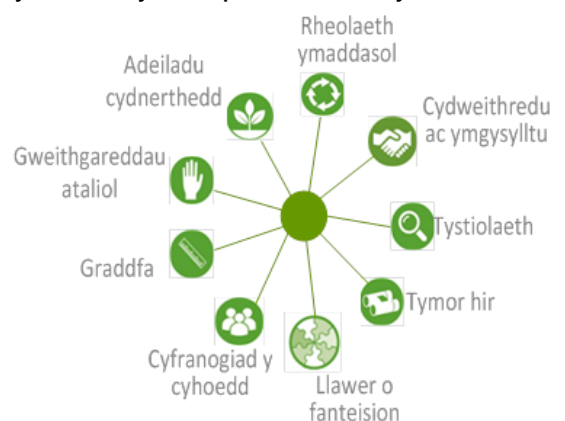 Rheolaeth
ymaddasol
Cydweithredu
ac ymgysylltu
Tystiolaeth
Tymor hir
Llawer o
fanteision
Cyfranogiad y
cyhoedd
Graddfa
Gweithgareddau
ataliol
Adeiladu
cydnerthedd